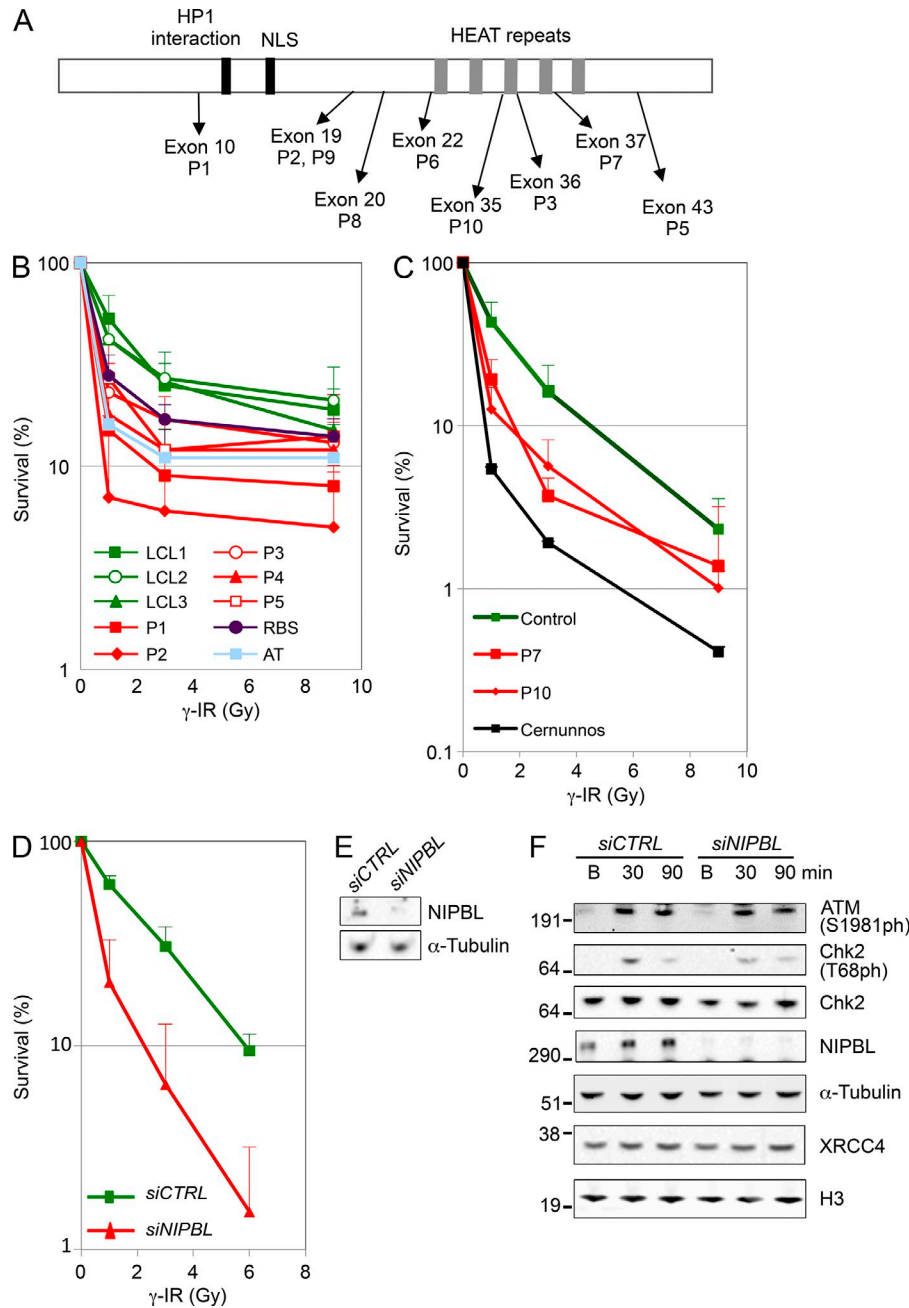 A
HP1
interaction
NLS
HEAT repeats
Exon 10
P1
Exon 19
P2, P9
Exon 20
P8
Exon 22
P6
Exon 35
P10
Exon 36
P3
Exon 37
P7
Exon 43
P5
B
100
10
1
Survival (%)
LCL1
LCL2
LCL3
P1
P2
P3
P4
P5
RBS
AT
0 2 4 6 8 10
γ-IR (Gy)
C
100
10
1
0.1
Survival (%)
Control
P7
P10
Cernunnos
0 2 4 6 8 10
γ-IR (Gy)
D
100
10
1
Survival (%)
siCTRL
siNIPBL
0 2 4 6 8
γ-IR (Gy)
E
siCTRL
siNIPBL
NIPBL
α-Tubulin
F
siCTRL siNIPBL
B 30 90 B 30 90 min
191 ATM
(S1981ph)
64 Chk2
(T68ph)
64 Chk2
290 NIPBL
51 α-Tubulin
38 XRCC4
19 H3